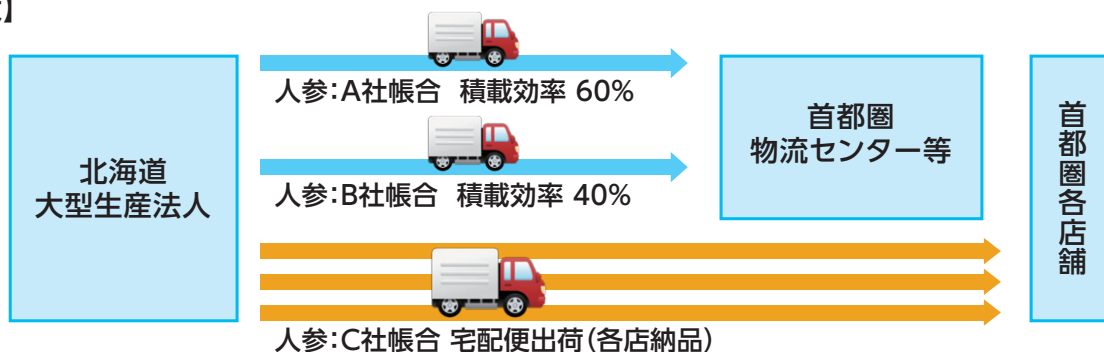 】
人参：A社帳合 積載効率 60%
人参：B社帳合 積載効率 40%
北海道
大型生産法人
首都圏
物流センター等
首都圏各店舗
人参：C社帳合 宅配便出荷（各店納品）